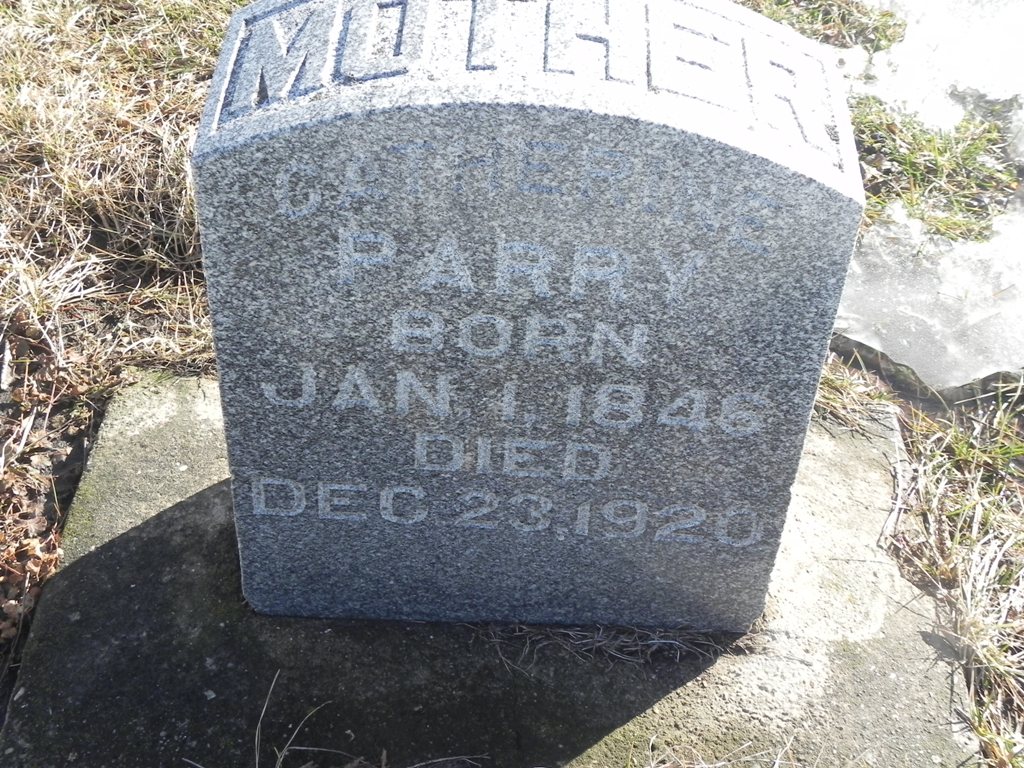 MOTHER
CATHERINE
PARRY
BORN
JAN. 1, 1846
DIED
DEC. 23, 1920